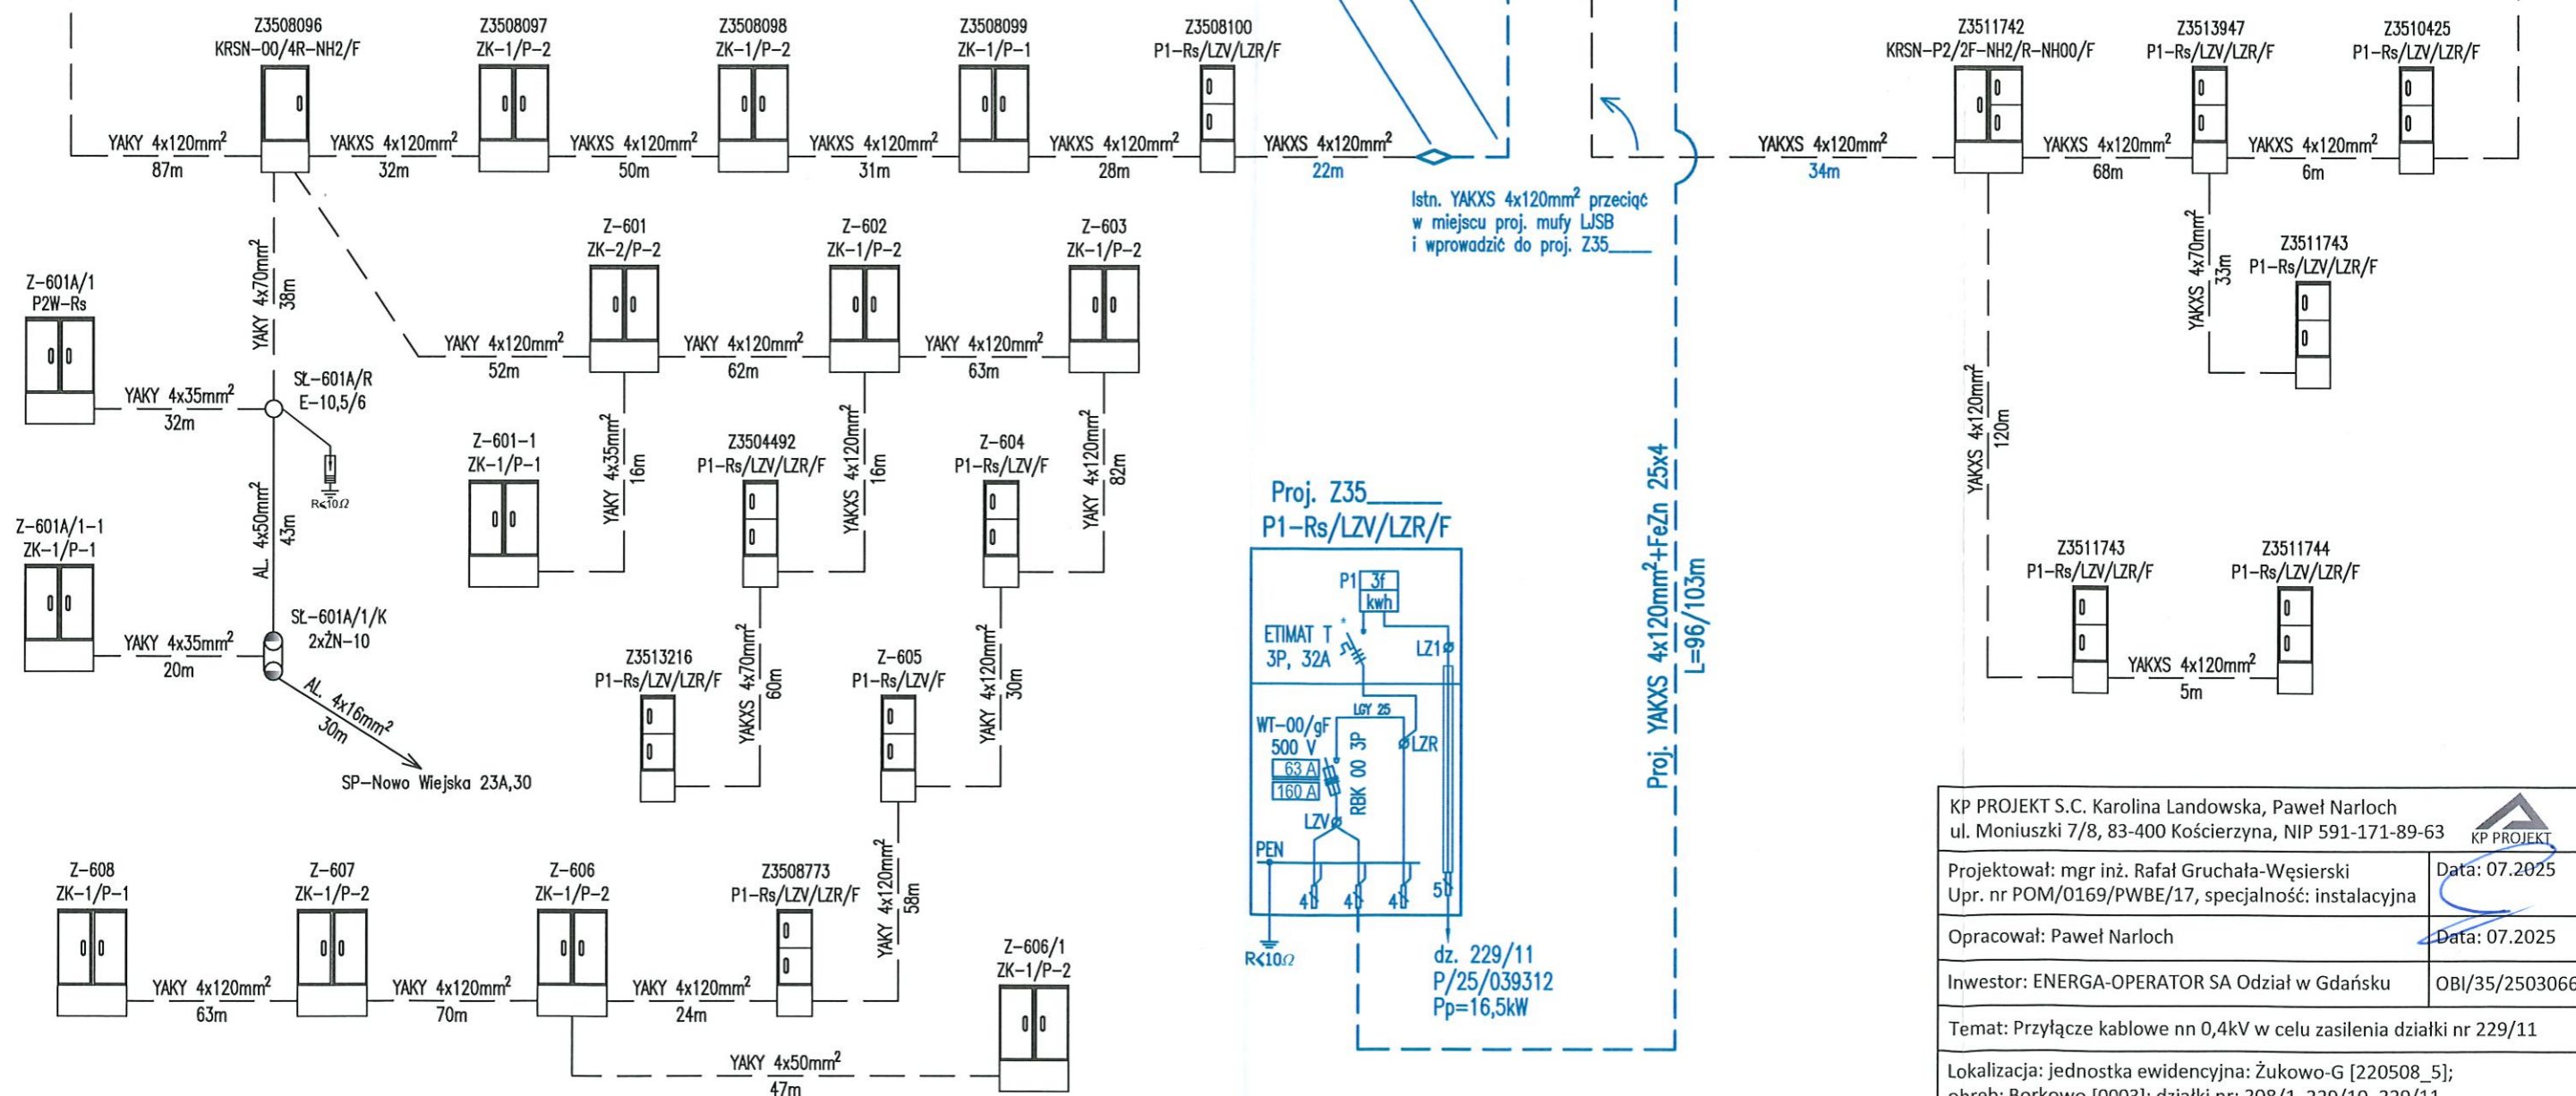 Z3508096
KRSN-00/4R-NH2/F
Z3508097
ZK-1/P-2
Z3508098
ZK-1/P-2
Z3508099
ZK-1/P-1
Z3508100
P1-Rs/LZV/LZR/F
Z3511742
KRSN-P2/2F-NH2/R-NH00/F
Z3513947
P1-Rs/LZV/LZR/F
Z3510425
P1-Rs/LZV/LZR/F
YAKY 4x120mm²
87m
YAKXS 4x120mm²
32m
YAKXS 4x120mm²
50m
YAKXS 4x120mm²
31m
YAKXS 4x120mm²
28m
YAKXS 4x120mm²
22m
YAKXS 4x120mm²
34m
YAKXS 4x120mm²
68m
YAKXS 4x120mm²
6m
Istn. YAKXS 4x120mm² przeciąć
w miejscu proj. mufy LJSB
i wprowadzić do proj. Z35_____
YAKY 4x70mm²
38m
Z-601
ZK-2/P-2
Z-602
ZK-1/P-2
Z-603
ZK-1/P-2
YAKXS 4x70mm²
33m
Z3511743
P1-Rs/LZV/LZR/F
Z-601A/1
P2W-Rs
YAKY 4x120mm²
52m
YAKY 4x120mm²
62m
YAKY 4x120mm²
63m
YAKY 4x35mm²
32m
SŁ-601A/R
E-10,5/6
R≤10Ω
YAKXS 4x120mm²
120m
Z-601-1
ZK-1/P-1
YAKY 4x35mm²
16m
Z3504492
P1-Rs/LZV/LZR/F
YAKXS 4x120mm²
16m
Z-604
P1-Rs/LZV/F
YAKY 4x120mm²
82m
AL. 4x50mm²
43m
Z-601A/1-1
ZK-1/P-1
YAKY 4x35mm²
20m
SŁ-601A/1/K
2xŻN-10
AL. 4x16mm²
30m
SP-Nowo Wiejska 23A,30
Z3513216
P1-Rs/LZV/LZR/F
YAKXS 4x70mm²
60m
Z-605
P1-Rs/LZV/F
YAKY 4x120mm²
30m
Proj. Z35______
P1-Rs/LZV/LZR/F
P1
3f
kwh
ETIMAT T *
3P, 32A
LZ1
LGY 25
WT-00/gF
500 V
63 A
160 A
RBK 00 3P
LZR
LZV
PEN
4
4
4
5
R≤10Ω
dz. 229/11
P/25/039312
Pp=16,5kW
Proj. YAKXS 4x120mm²+FeZn 25x4
L=96/103m
Z3511743
P1-Rs/LZV/LZR/F
Z3511744
P1-Rs/LZV/LZR/F
YAKXS 4x120mm²
5m
Z-608
ZK-1/P-1
Z-607
ZK-1/P-2
Z-606
ZK-1/P-2
Z3508773
P1-Rs/LZV/LZR/F
YAKY 4x120mm²
58m
Z-606/1
ZK-1/P-2
YAKY 4x120mm²
63m
YAKY 4x120mm²
70m
YAKY 4x120mm²
24m
YAKY 4x50mm²
47m
KP PROJEKT S.C. Karolina Landowska, Paweł Narloch
ul. Moniuszki 7/8, 83-400 Kościerzyna, NIP 591-171-89-63
KP PROJEKT
Projektował: mgr inż. Rafał Gruchała-Węsierski
Upr. nr POM/0169/PWBE/17, specjalność: instalacyjna
Data: 07.2025
Opracował: Paweł Narloch
Data: 07.2025
Inwestor: ENERGA-OPERATOR SA Odział w Gdańsku
OBI/35/2503066
Temat: Przyłącze kablowe nn 0,4kV w celu zasilenia działki nr 229/11
Lokalizacja: jednostka ewidencyjna: Żukowo-G [220508_5];
obręb: Borkowo [0003]; działki nr: 208/1, 229/10, 229/11